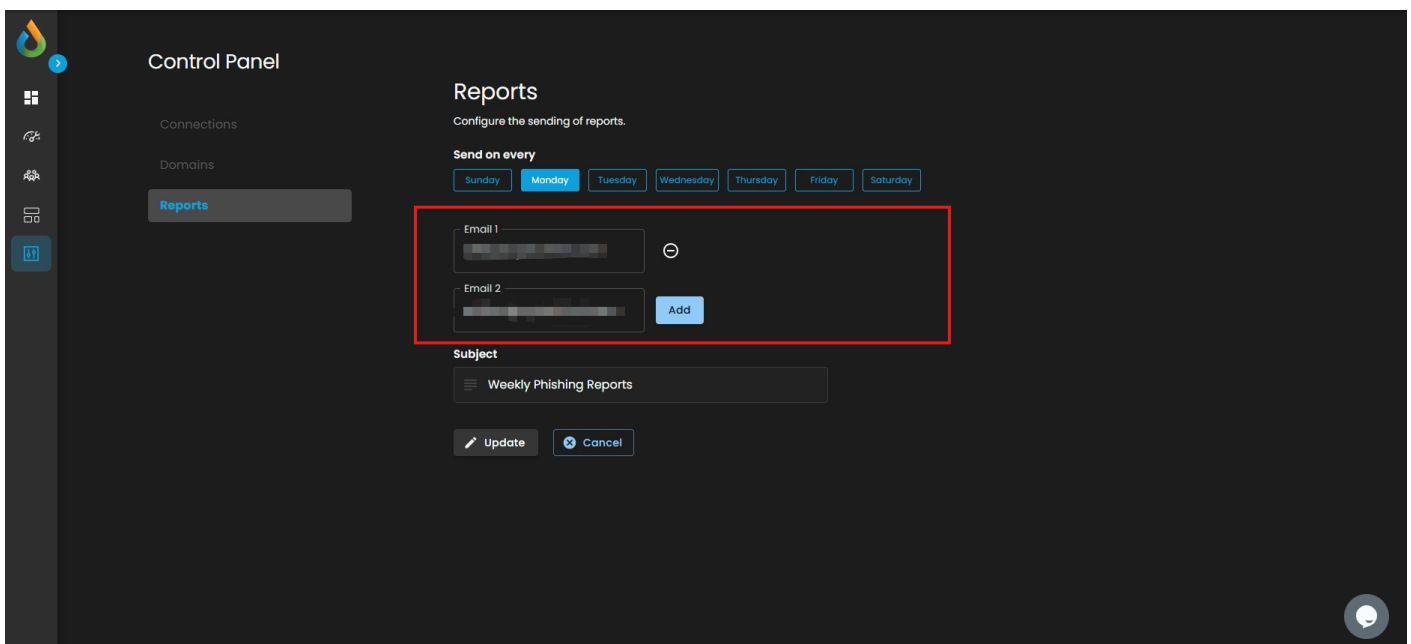 Control Panel
Connections
Domains
Reports
Reports
Configure the sending of reports.
Send on every
Sunday Monday Tuesday Wednesday Thursday Friday Saturday
Email 1
Email 2
Add
Subject
Weekly Phishing Reports
Update Cancel